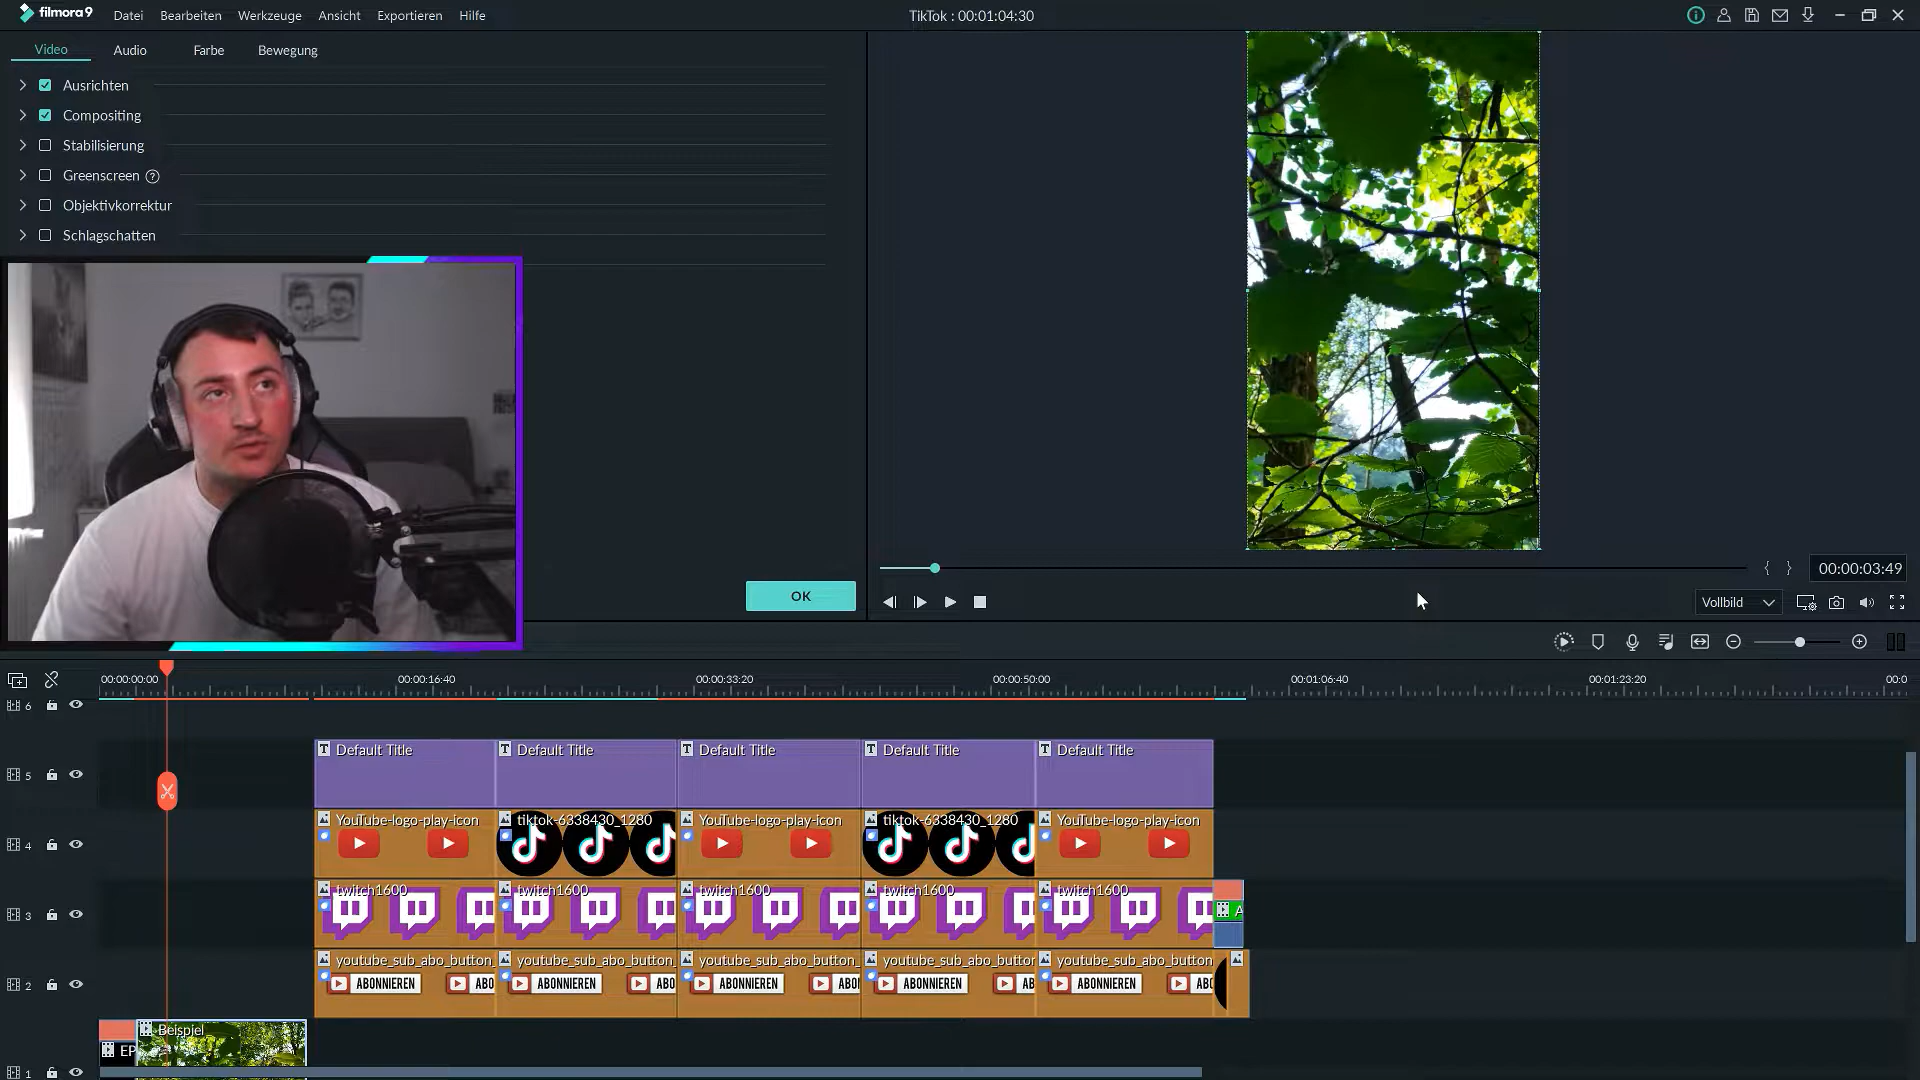 filmora9 Datei Bearbeiten Werkzeuge Ansicht Exportieren Hilfe TikTok : 00:01:04:30
Video Audio Farbe Bewegung
Ausrichten
Compositing
Stabilisierung
Greenscreen ?
Objektivkorrektur
Schlagschatten
OK
{ } 00:00:03:49
Vollbild
00:00:00:00 00:00:16:40 00:00:33:20 00:00:50:00 00:01:06:40 00:01:23:20 00:0
6
5 T Default Title T Default Title T Default Title T Default Title T Default Title
YouTube-logo-play-icon tiktok-6338430_1280 YouTube-logo-play-icon tiktok-6338430_1280 YouTube-logo-play-icon
4
twitch1600 twitch1600 twitch1600 twitch1600 twitch1600
3 A
youtube_sub_abo_button_ youtube_sub_abo_button_ youtube_sub_abo_button_ youtube_sub_abo_button youtube_sub_abo_button_
2 ABONNIEREN ABO ABONNIEREN ABO ABONNIEREN ABO ABONNIEREN AB ABONNIEREN ABO
Beispiel
EP
1